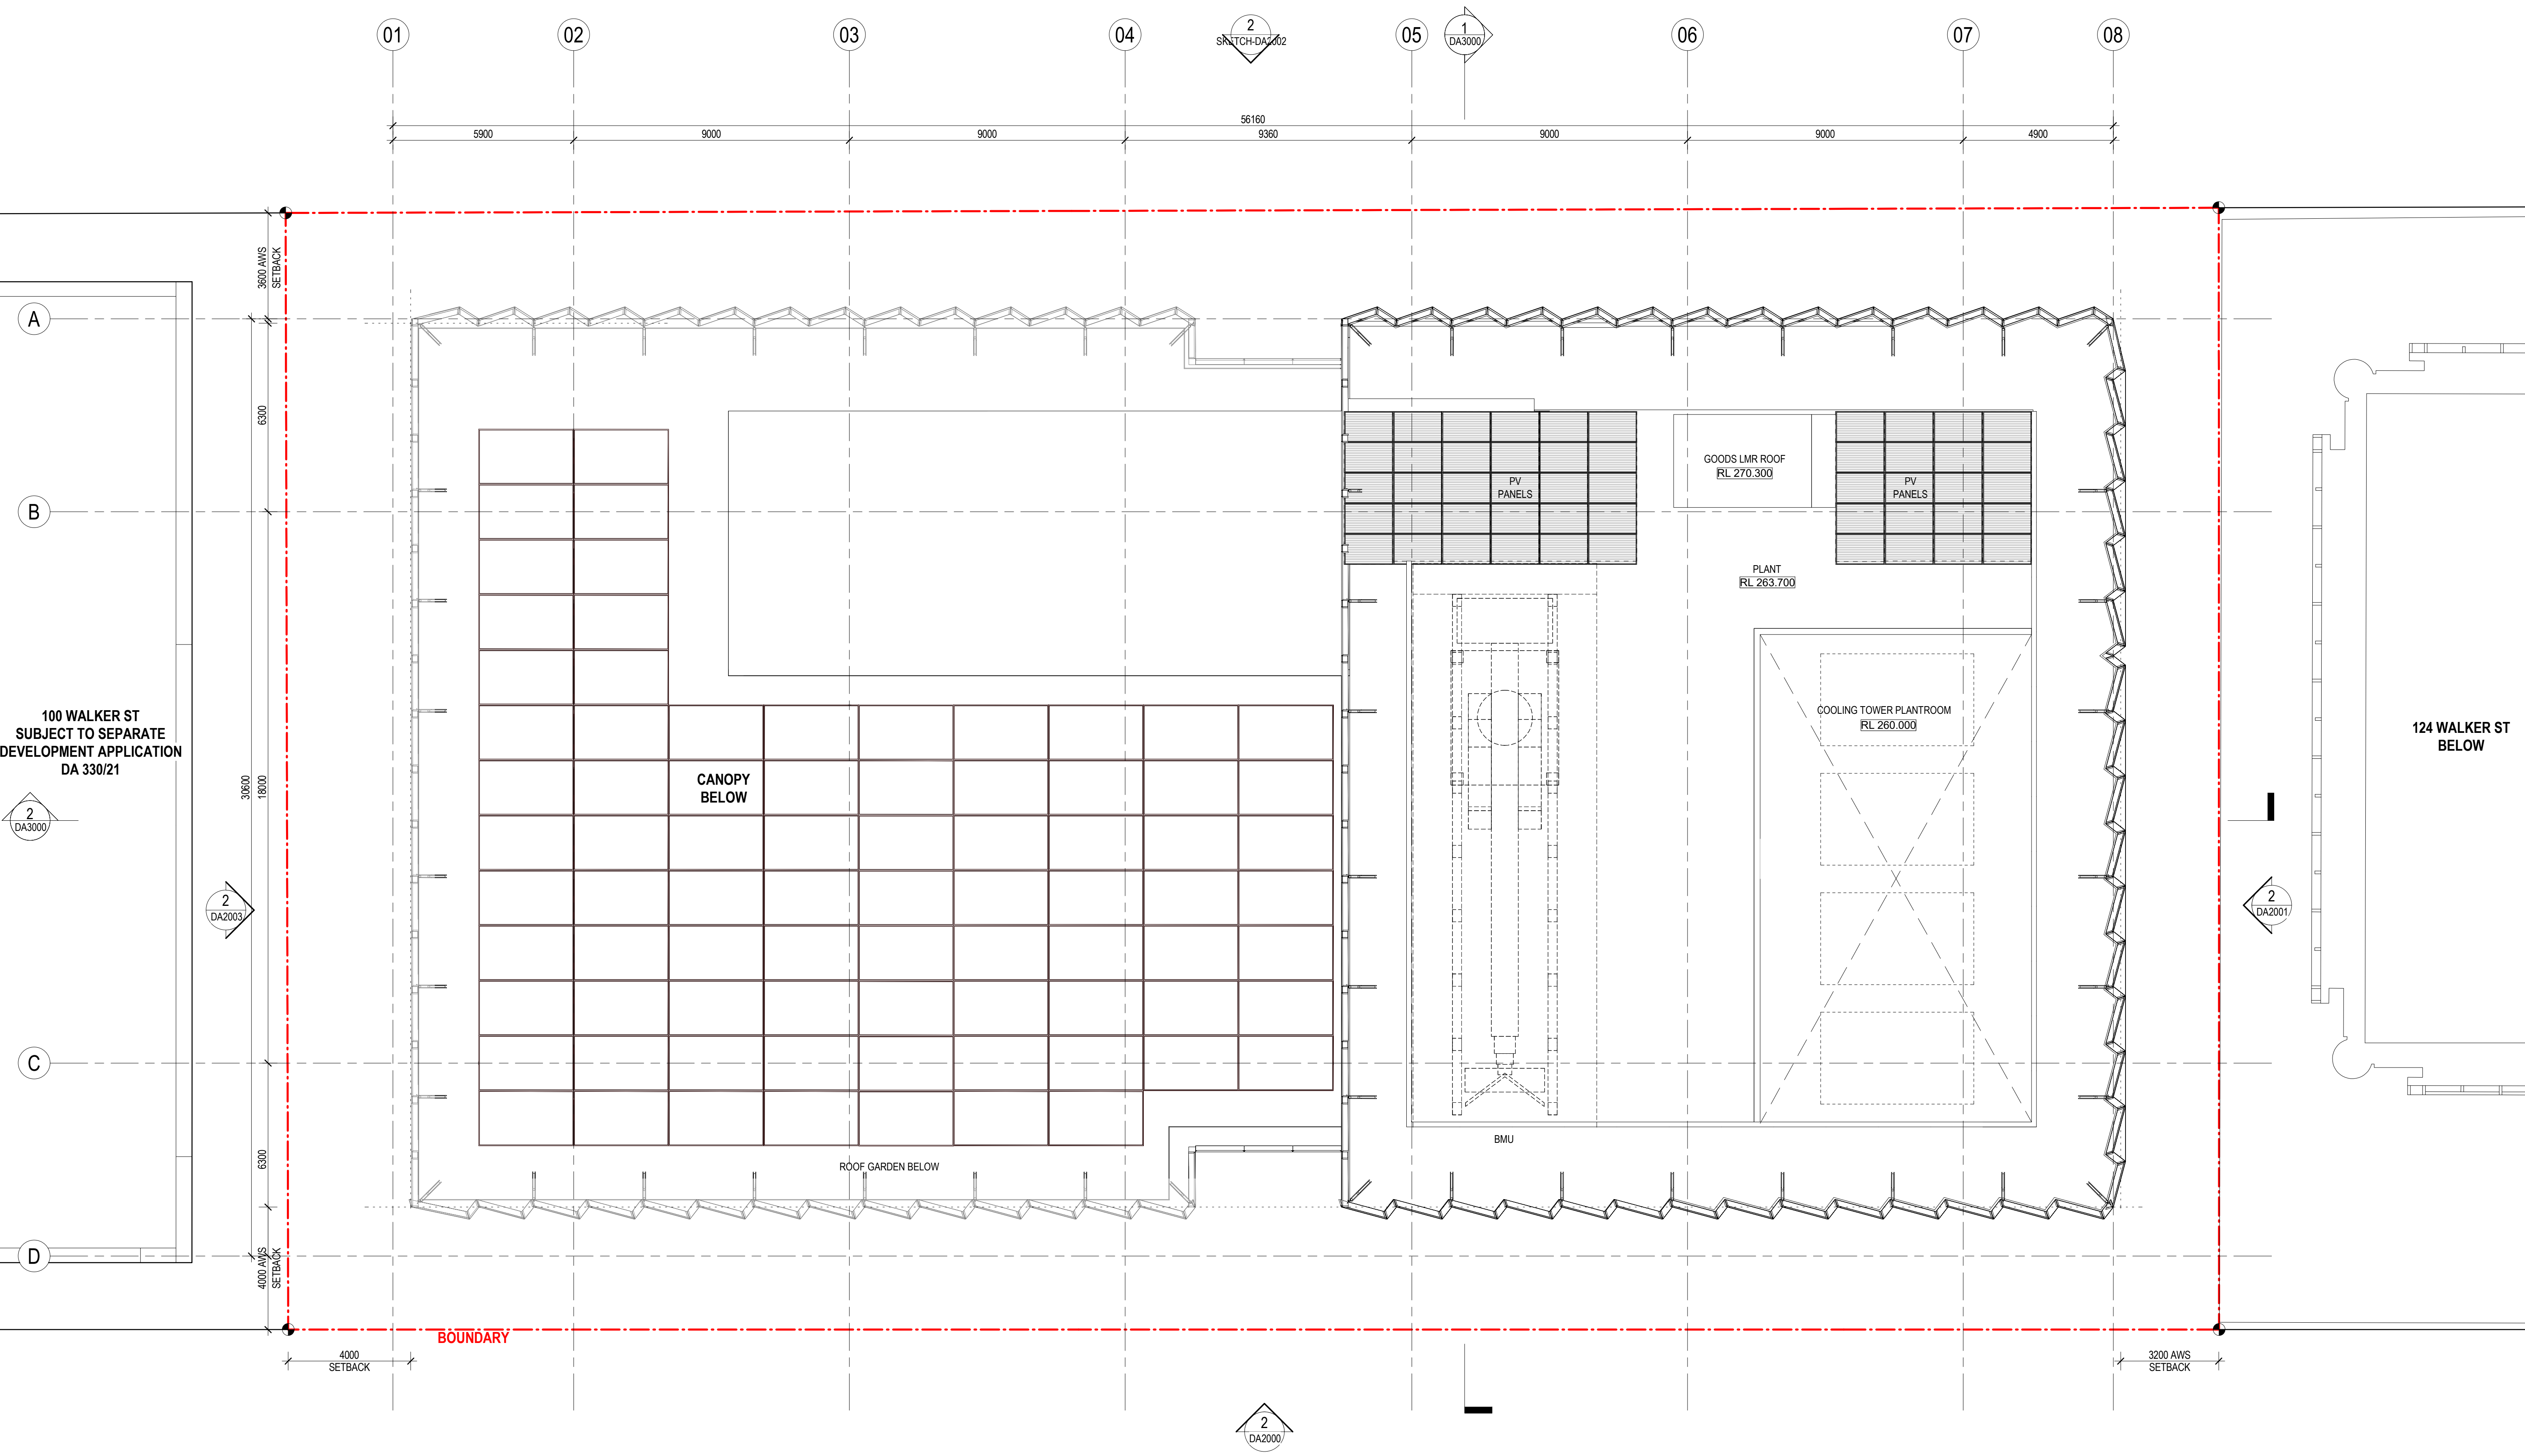 01
02
03
04
2
SKETCH-DA2002
05
1
DA3000
06
07
08
56160
5900
9000
9000
9360
9000
9000
4900
3600 AWS
SETBACK
A
6300
GOODS LMR ROOF
RL 270.300
PV
PANELS
PV
PANELS
B
PLANT
RL 263.700
100 WALKER ST
SUBJECT TO SEPARATE
DEVELOPMENT APPLICATION
DA 330/21
COOLING TOWER PLANTROOM
RL 260.000
124 WALKER ST
BELOW
CANOPY
BELOW
30600
18000
2
DA3000
2
DA2003
2
DA2001
C
BMU
6300
ROOF GARDEN BELOW
D
4000 AWS
SETBACK
BOUNDARY
4000
SETBACK
3200 AWS
SETBACK
2
DA2000